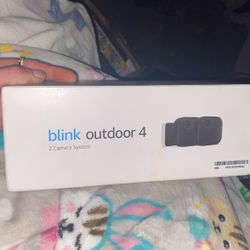 blink outdoor 4
2 Camera System